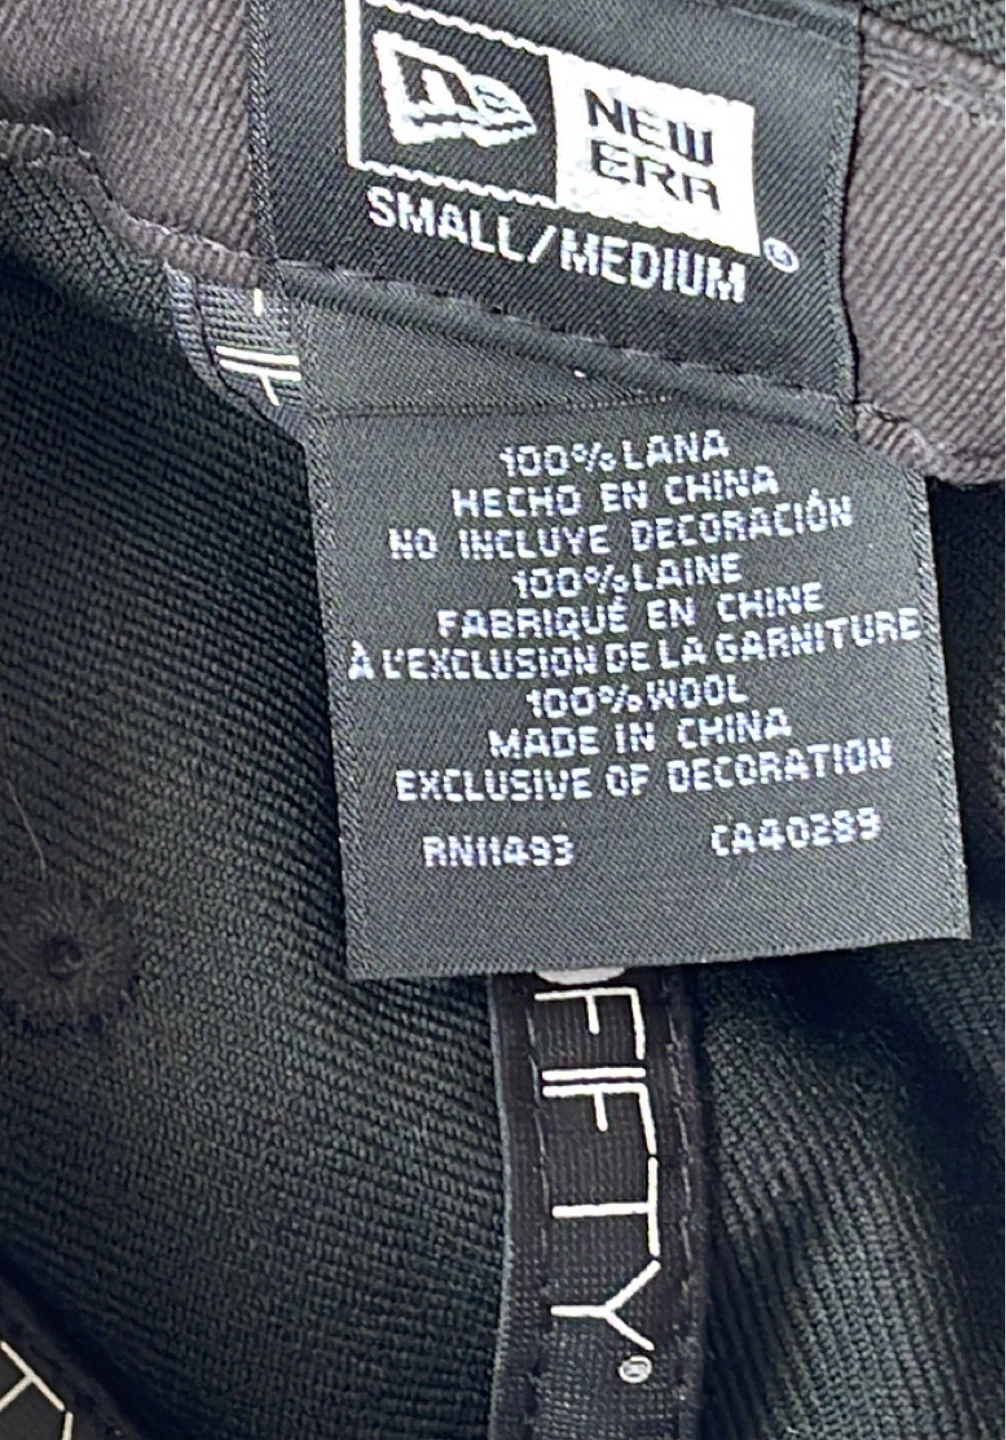 NE
NEW
ERA
®
SMALL/MEDIUM
100% LANA
HECHO EN CHINA
NO INCLUYE DECORACIÓN
100% LAINE
FABRIQUÉ EN CHINE
À L'EXCLUSION DE LA GARNITURE
100% WOOL
MADE IN CHINA
EXCLUSIVE OF DECORATION
RN11493 CA40289
FIFTY®